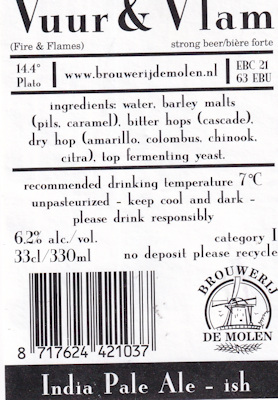 Vuur & Vlam
(Fire & Flames)
strong beer/bière forte
14.4°
Plato
www.brouwerijdemolen.nl
EBC 21
63 EBU
ingredients: water, barley malts
(pils, caramel), bitter hops (cascade),
dry hop (amarillo, colombus, chinook,
citra), top fermenting yeast.
recommended drinking temperature 7°C
unpasteurized - keep cool and dark -
please drink responsibly
6.2% alc./vol.
category I
33cl/330ml
no deposit please recycle
BROUWERIJ
DE MOLEN
8 717624 421037
India Pale Ale - ish